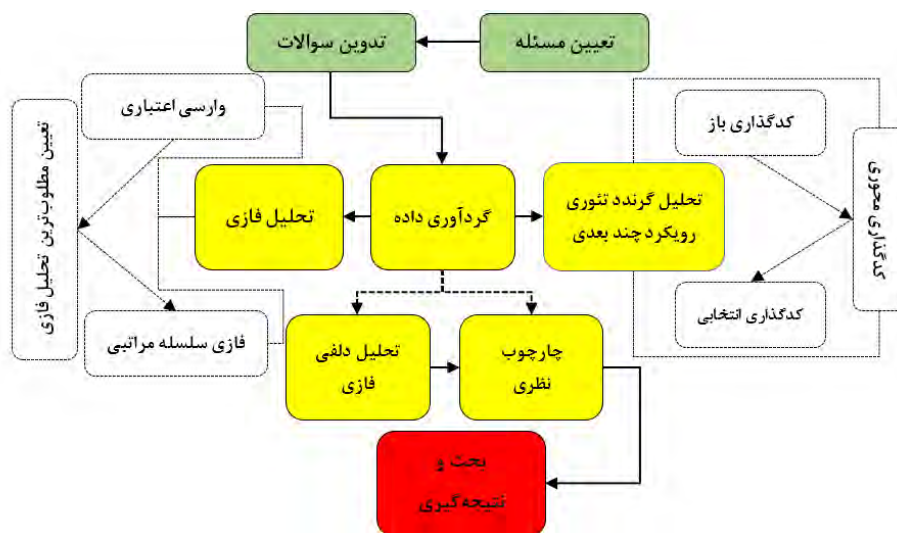 تعیین مسئله
تدوین سوالات
کدگذاری باز
کدگذاری محوری
کدگذاری انتخابی
تحلیل گرندد تئوری
رویکرد چند بعدی
گردآوری داده
تحلیل فازی
وارسی اعتباری
تعیین مطلوب‌ترین تحلیل فازی
فازی سلسله مراتبی
چارچوب
نظری
تحلیل دلفی
فازی
بحث و
نتیجه‌گیری